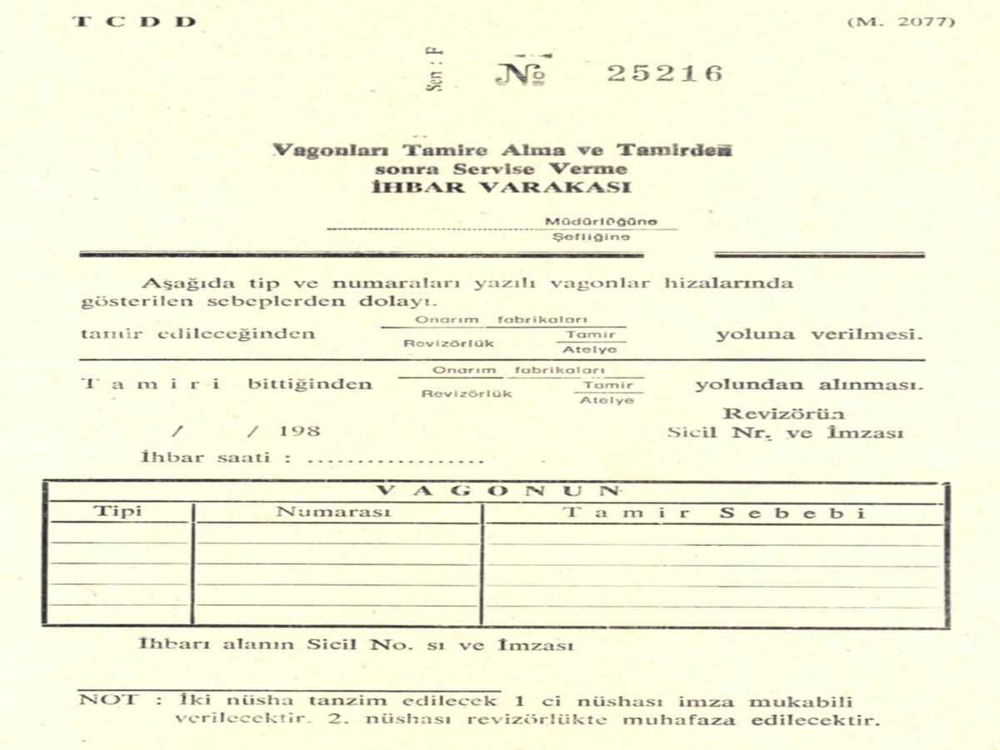 T C D D (M. 2077)
Seri : F
№ 25216
Vagonları Tamire Alma ve Tamirden
sonra Servise Verme
İHBAR VARAKASI
Müdürlüğüne
Şefliğine
Aşağıda tip ve numaraları yazılı vagonlar hizalarında
gösterilen sebeplerden dolayı.
Onarım fabrikaları
tamir edileceğinden Revizörlük Tamir Atelye yoluna verilmesi.
Onarım fabrikaları
Tamiri bittiğinden Revizörlük Tamir Atelye yolundan alınması.
Revizörün
/ / 198 Sicil Nr. ve İmzası
İhbar saati : ..................
VAGONUN
Tipi Numarası Tamir Sebebi
İhbarı alanın Sicil No. sı ve İmzası
NOT : İki nüsha tanzim edilecek 1 ci nüshası imza mukabili
verilecektir. 2. nüshası revizörlükte muhafaza edilecektir.